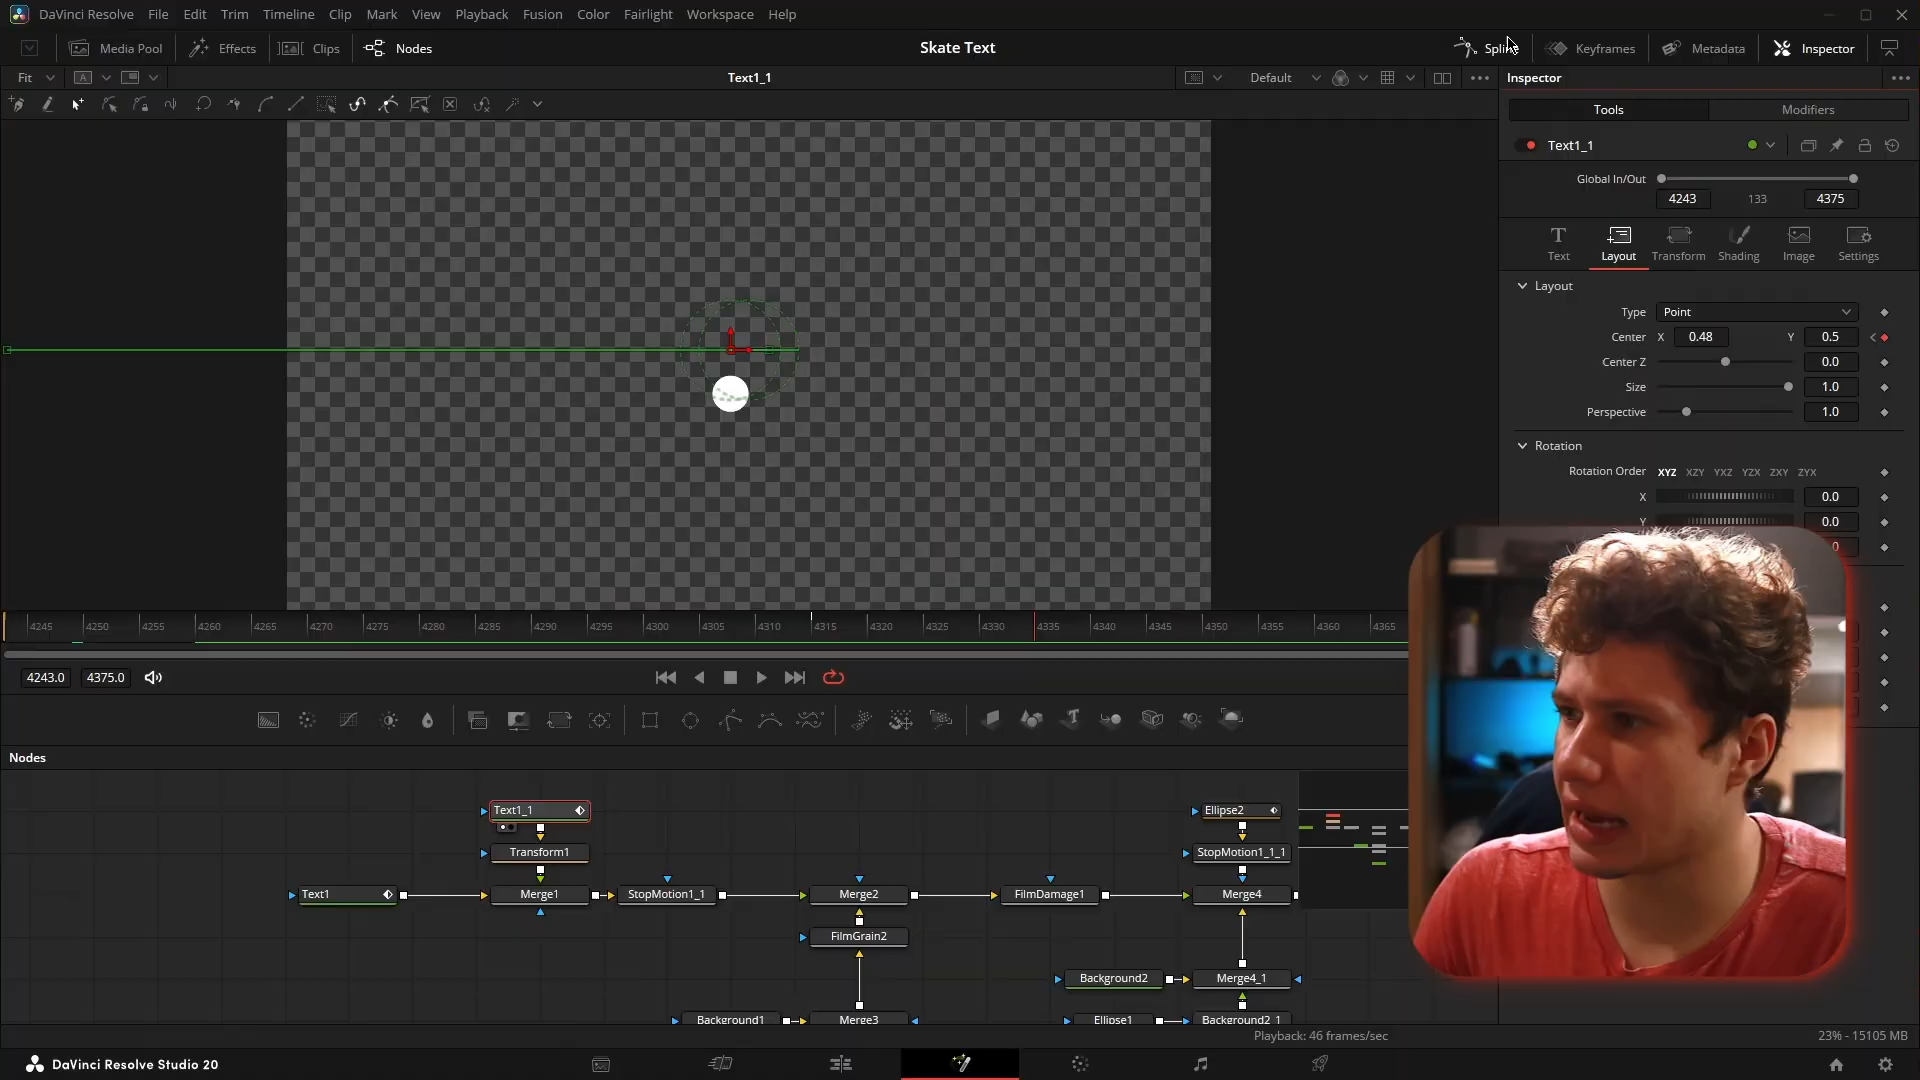 DaVinci Resolve File Edit Trim Timeline Clip Mark View Playback Fusion Color Fairlight Workspace Help
Media Pool Effects Clips Nodes Skate Text Keyframes Metadata Inspector
Fit A Text1_1 Default Inspector
Tools Modifiers
Text1_1
Global In/Out
4243 133 4375
Text Layout Transform Shading Image Settings
Layout
Type Point
Center X 0.48 Y 0.5
Center Z 0.0
Size 1.0
Perspective 1.0
Rotation
Rotation Order XYZ XZY YXZ YZX ZXY ZYX
X 0.0
Y 0.0
4245 4250 4255 4260 4265 4270 4275 4280 4285 4290 4295 4300 4305 4310 4315 4320 4325 4330 4335 4340 4345 4350 4355 4360 4365
4243.0 4375.0
Nodes
Text1_1 Ellipse2
Transform1 StopMotion1_1_1
Text1 Merge1 StopMotion1_1 Merge2 FilmDamage1 Merge4
FilmGrain2
Background2 Merge4_1
Background1 Merge3 Ellipse1 Background2_1
Playback: 46 frames/sec 23% - 15105 MB
DaVinci Resolve Studio 20